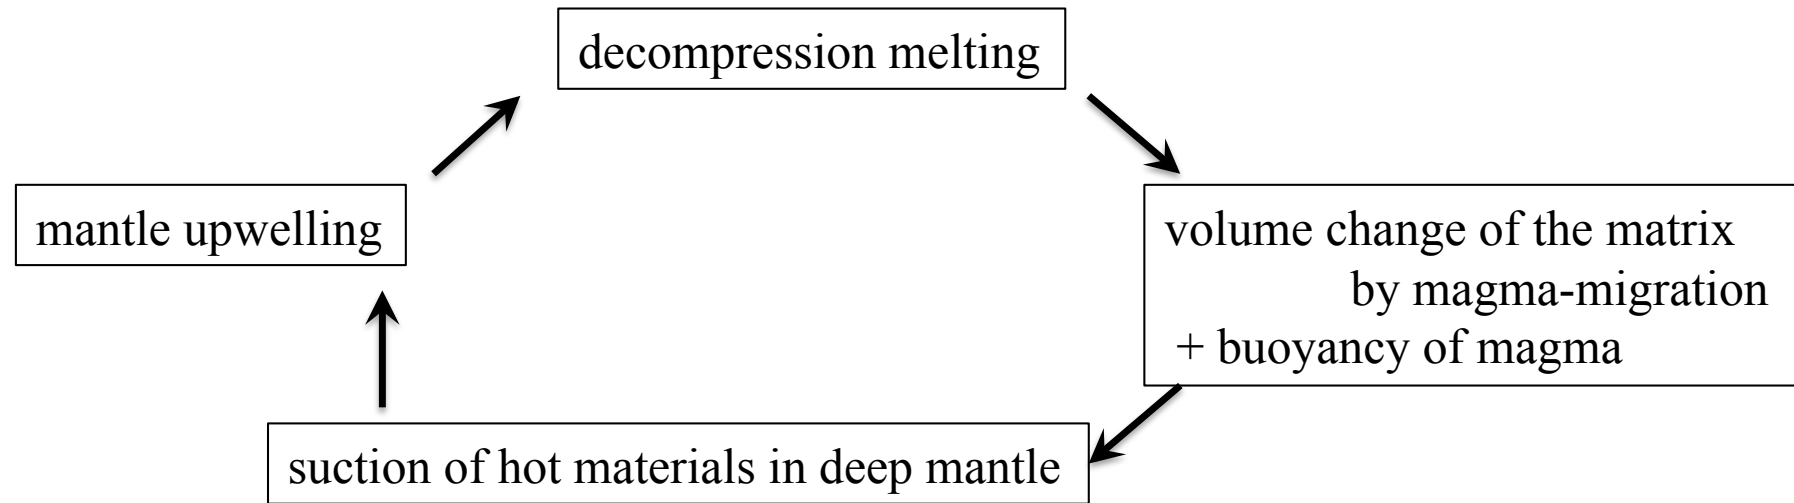 decompression melting
mantle upwelling
volume change of the matrix
by magma-migration
+ buoyancy of magma
suction of hot materials in deep mantle